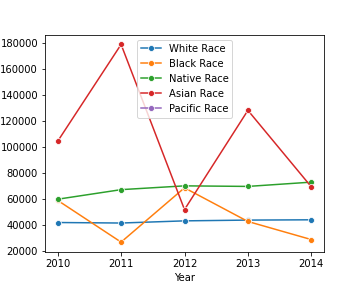 180000
160000
140000
120000
100000
80000
60000
40000
20000
White Race
Black Race
Native Race
Asian Race
Pacific Race
2010 2011 2012 2013 2014
Year